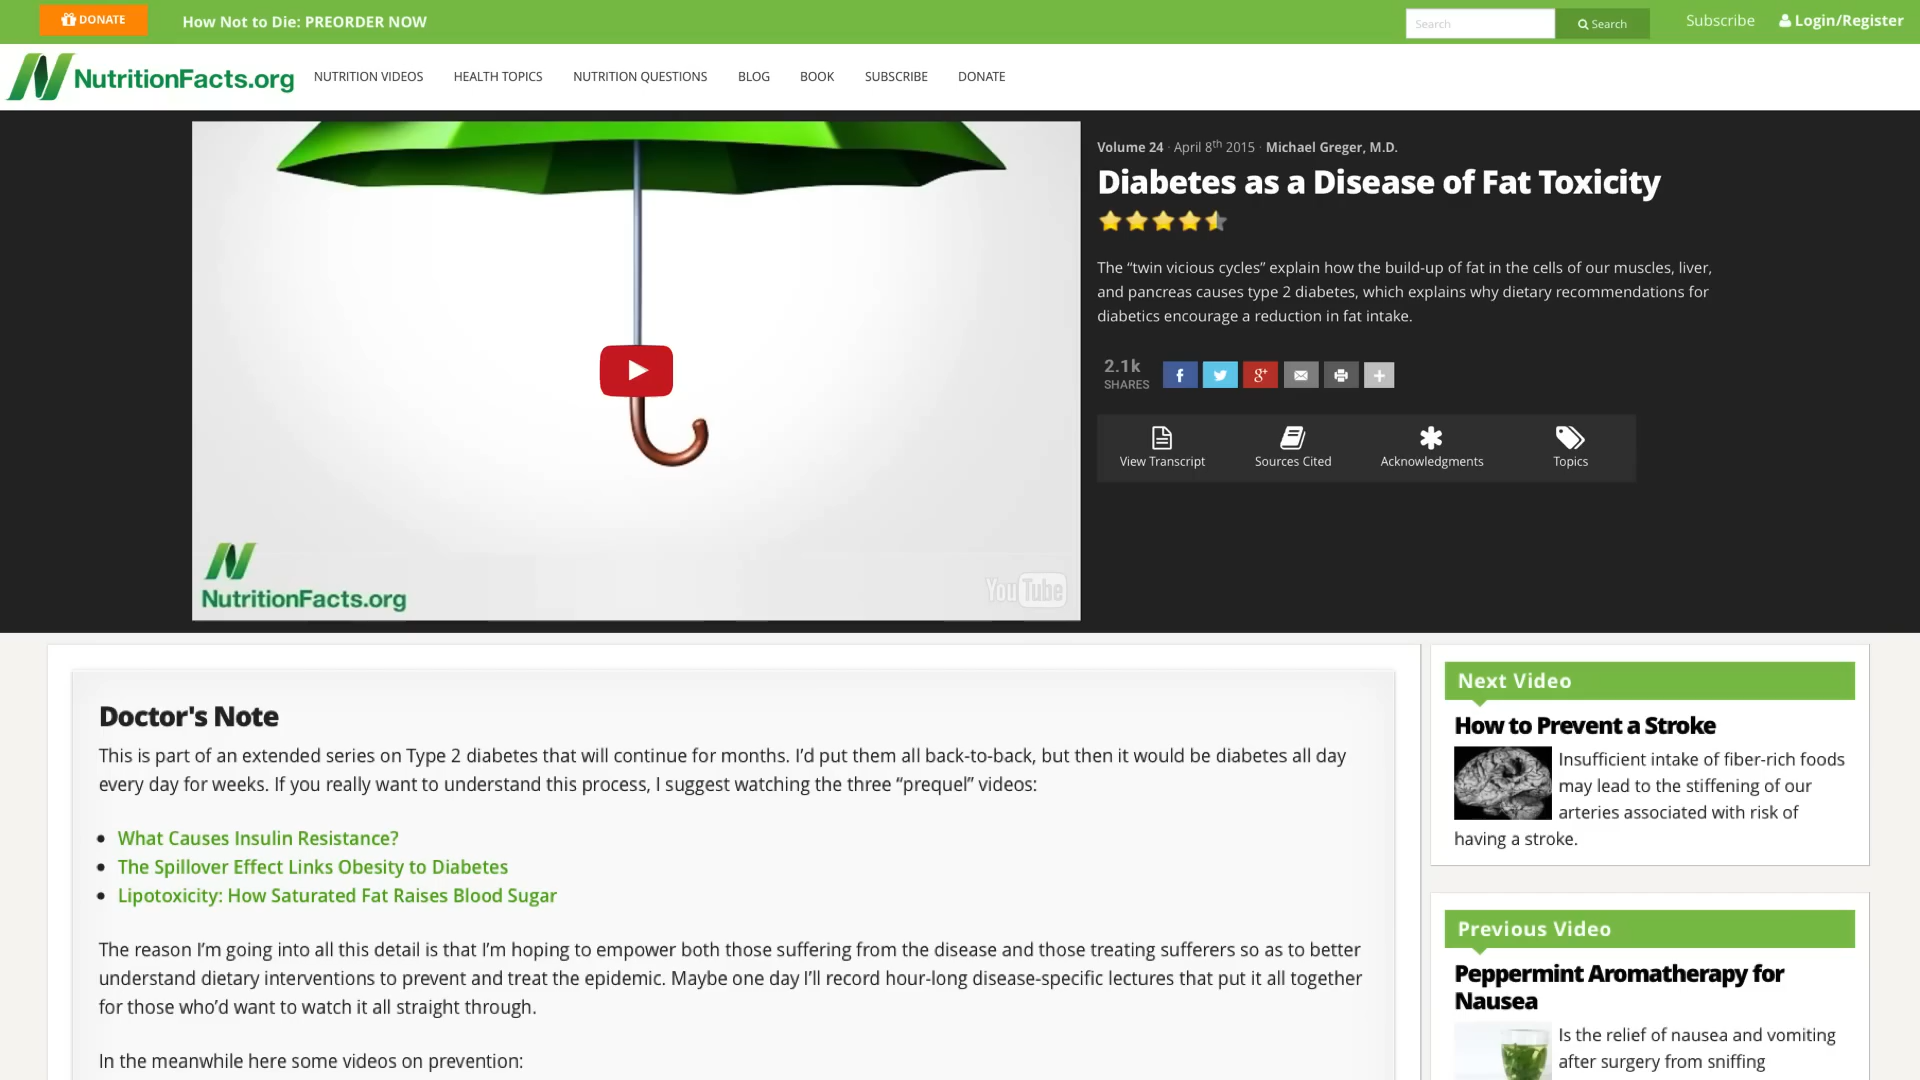 DONATE
How Not to Die: PREORDER NOW
Search
Search
Subscribe
Login/Register
NutritionFacts.org
NUTRITION VIDEOS
HEALTH TOPICS
NUTRITION QUESTIONS
BLOG
BOOK
SUBSCRIBE
DONATE
NutritionFacts.org
YouTube
Volume 24 · April 8th 2015 · Michael Greger, M.D.
Diabetes as a Disease of Fat Toxicity
The “twin vicious cycles” explain how the build-up of fat in the cells of our muscles, liver,
and pancreas causes type 2 diabetes, which explains why dietary recommendations for
diabetics encourage a reduction in fat intake.
2.1k
SHARES
View Transcript
Sources Cited
Acknowledgments
Topics
Doctor's Note
This is part of an extended series on Type 2 diabetes that will continue for months. I’d put them all back-to-back, but then it would be diabetes all day
every day for weeks. If you really want to understand this process, I suggest watching the three “prequel” videos:
What Causes Insulin Resistance?
The Spillover Effect Links Obesity to Diabetes
Lipotoxicity: How Saturated Fat Raises Blood Sugar
The reason I’m going into all this detail is that I’m hoping to empower both those suffering from the disease and those treating sufferers so as to better
understand dietary interventions to prevent and treat the epidemic. Maybe one day I’ll record hour-long disease-specific lectures that put it all together
for those who’d want to watch it all straight through.
In the meanwhile here some videos on prevention:
Next Video
How to Prevent a Stroke
Insufficient intake of fiber-rich foods
may lead to the stiffening of our
arteries associated with risk of
having a stroke.
Previous Video
Peppermint Aromatherapy for
Nausea
Is the relief of nausea and vomiting
after surgery from sniffing